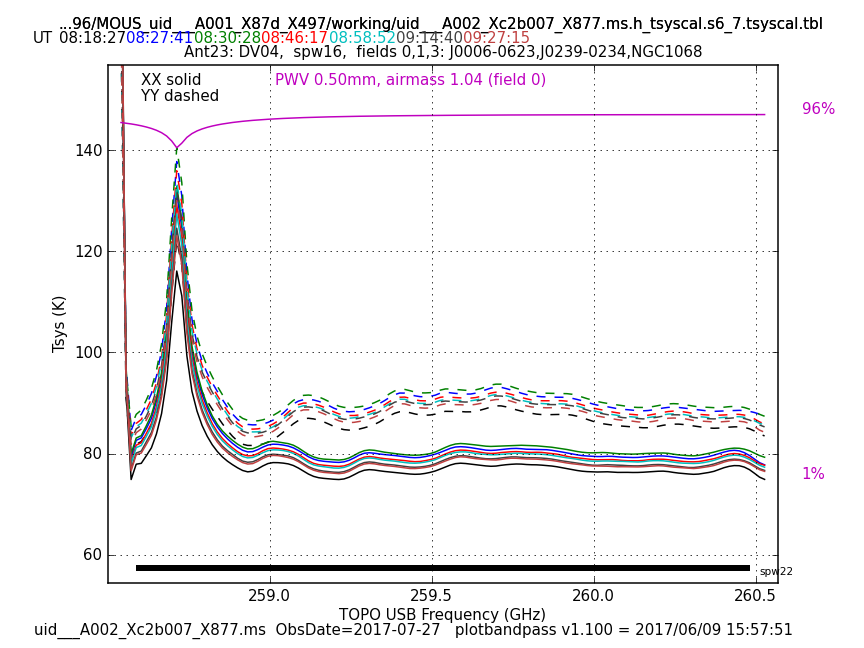 ...96/MOUS_uid___A001_X87d_X497/working/uid___A002_Xc2b007_X877.ms.h_tsyscal.s6_7.tsyscal.tbl
UT 08:18:27 08:27:41 08:30:28 08:46:17 08:58:52 09:14:40 09:27:15
Ant23: DV04, spw16, fields 0,1,3: J0006-0623,J0239-0234,NGC1068
XX solid
PWV 0.50mm, airmass 1.04 (field 0)
YY dashed
96%
140
120
Tsys (K)
100
80
1%
60
spw22
259.0 259.5 260.0 260.5
TOPO USB Frequency (GHz)
uid___A002_Xc2b007_X877.ms ObsDate=2017-07-27 plotbandpass v1.100 = 2017/06/09 15:57:51